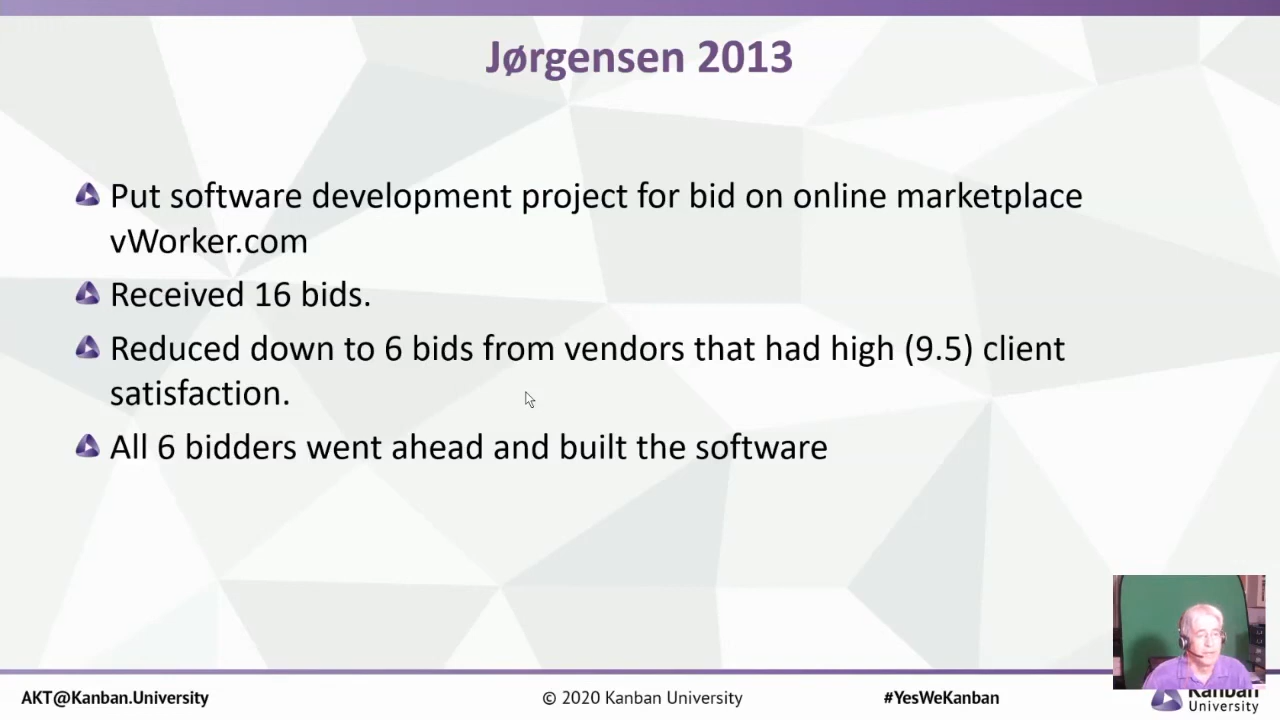 Jørgensen 2013
Put software development project for bid on online marketplace
vWorker.com
Received 16 bids.
Reduced down to 6 bids from vendors that had high (9.5) client
satisfaction.
All 6 bidders went ahead and built the software
AKT@Kanban.University
© 2020 Kanban University
#YesWeKanban
Kanban
University